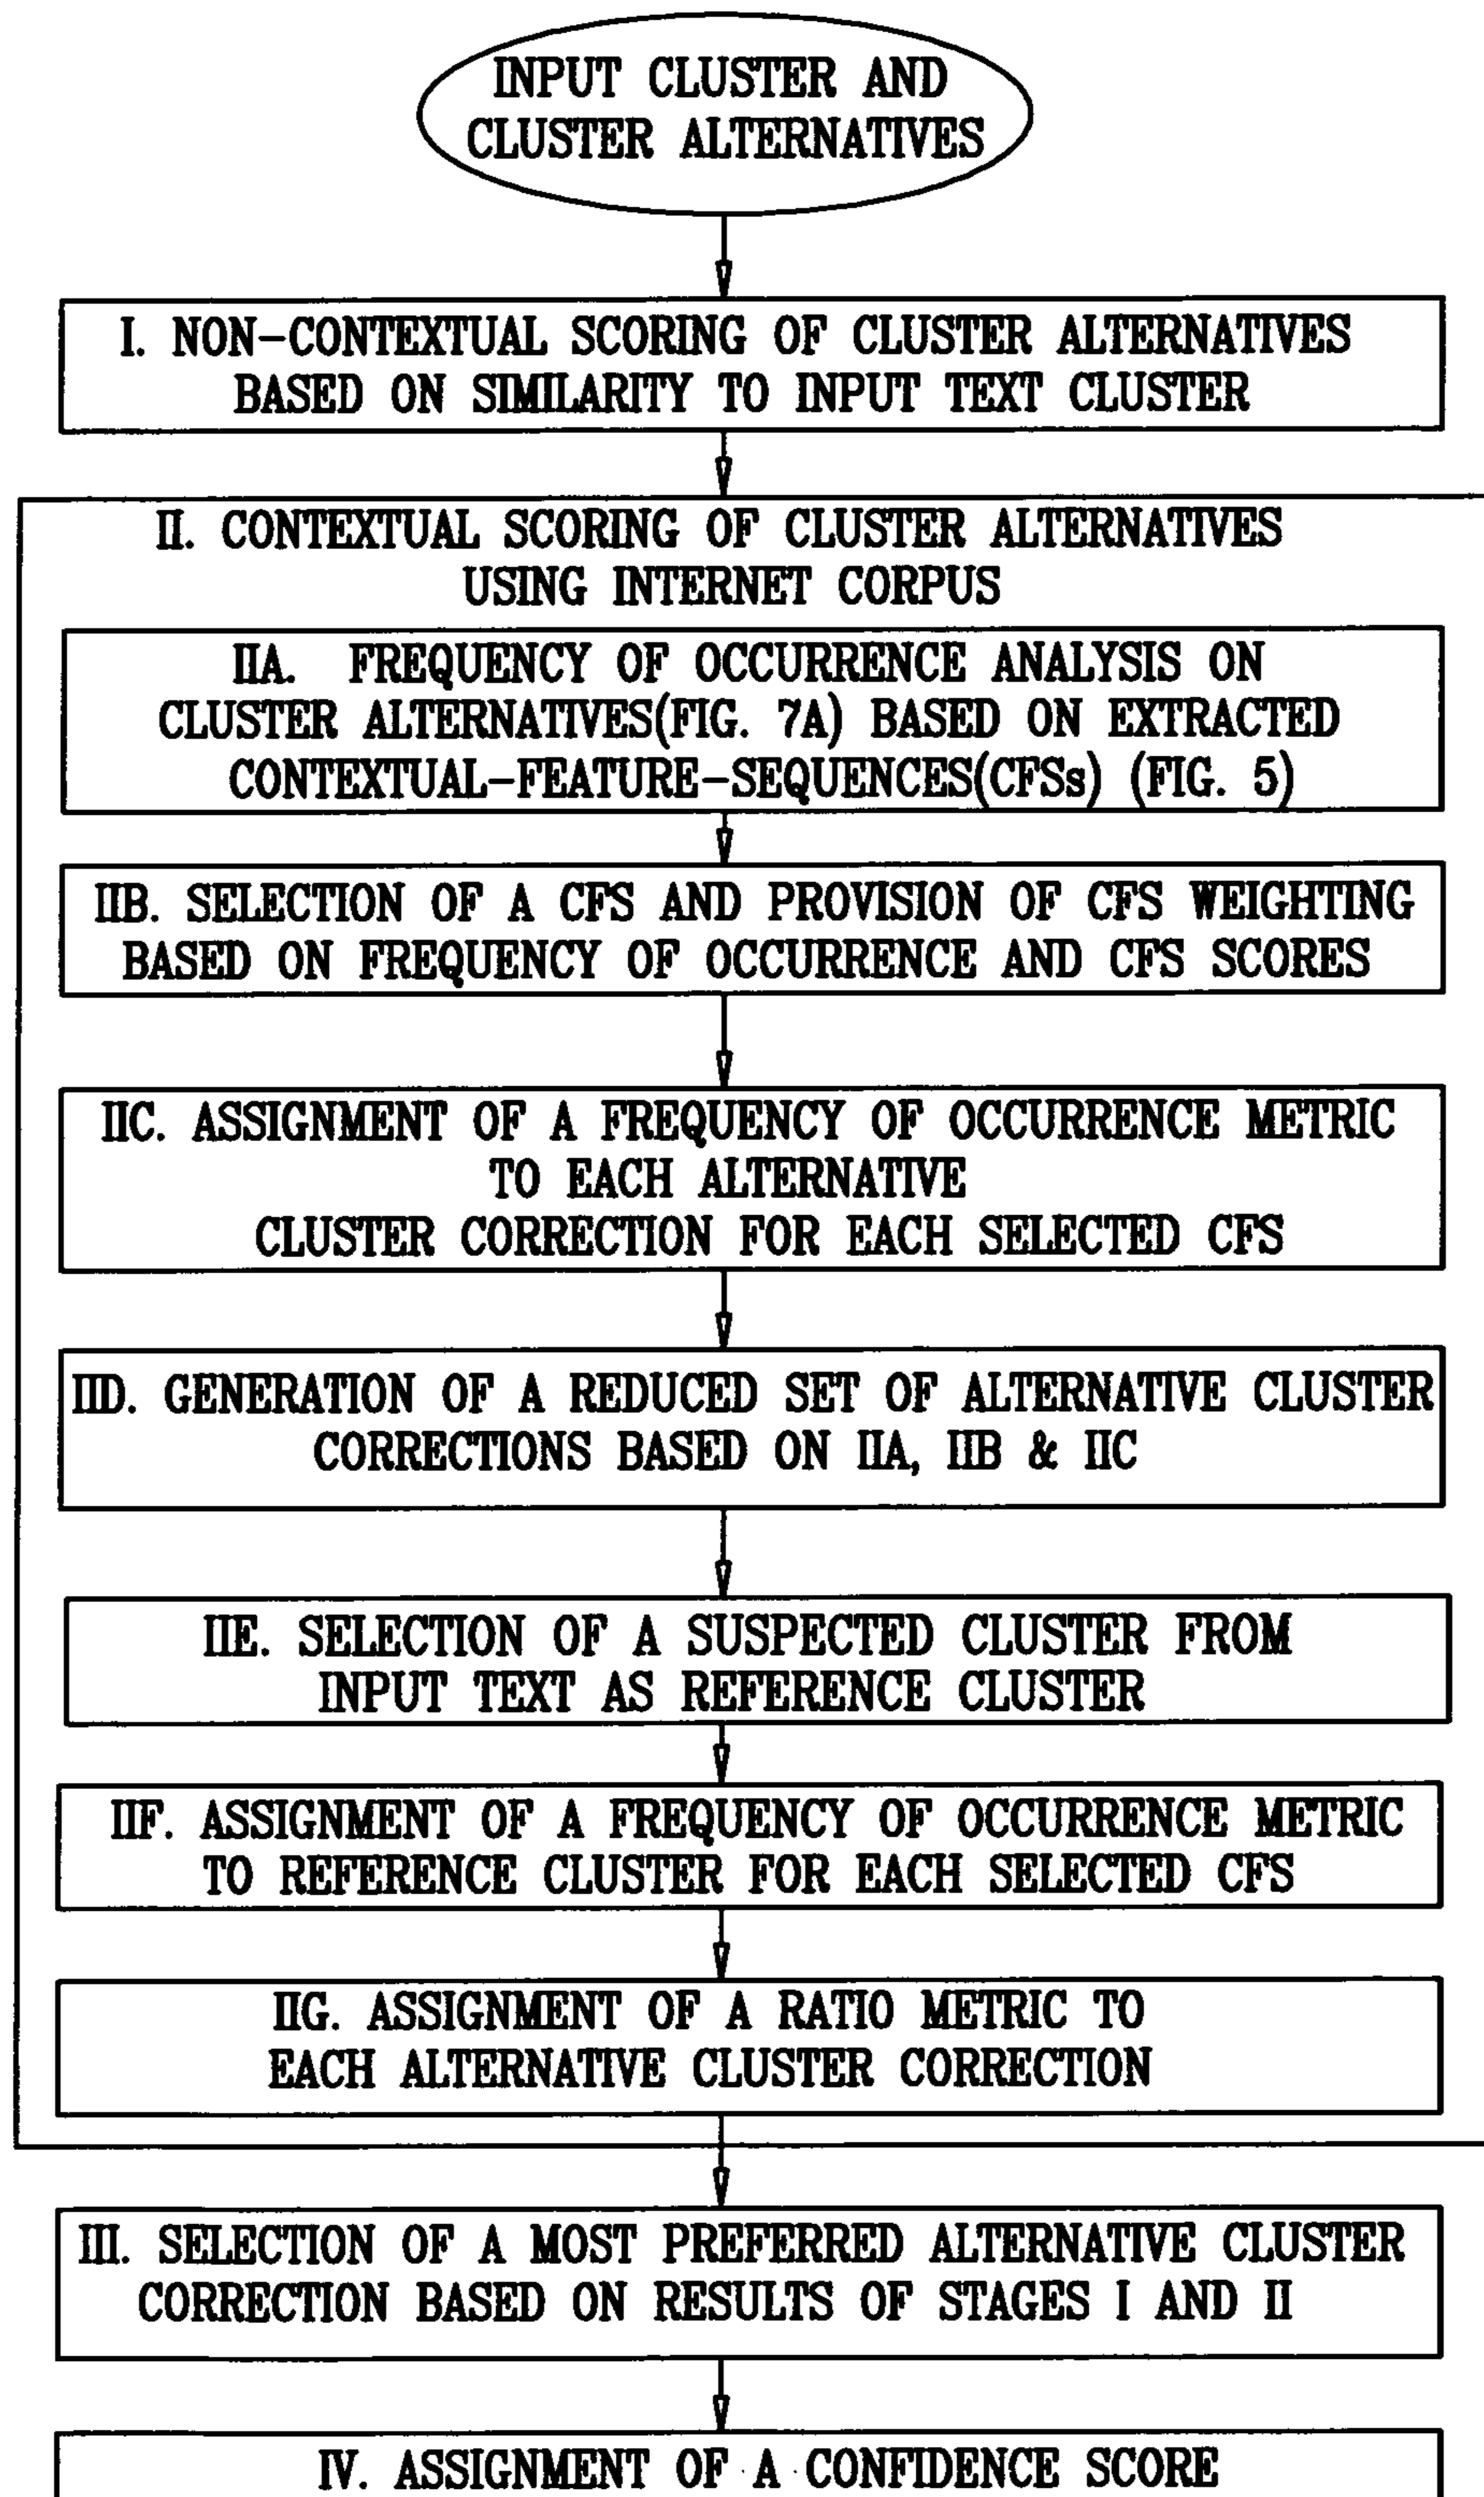 INPUT CLUSTER AND
CLUSTER ALTERNATIVES
I. NON-CONTEXTUAL SCORING OF CLUSTER ALTERNATIVES
BASED ON SIMILARITY TO INPUT TEXT CLUSTER
II. CONTEXTUAL SCORING OF CLUSTER ALTERNATIVES
USING INTERNET CORPUS
IIA. FREQUENCY OF OCCURRENCE ANALYSIS ON
CLUSTER ALTERNATIVES(FIG. 7A) BASED ON EXTRACTED
CONTEXTUAL-FEATURE-SEQUENCES(CFSs) (FIG. 5)
IIB. SELECTION OF A CFS AND PROVISION OF CFS WEIGHTING
BASED ON FREQUENCY OF OCCURRENCE AND CFS SCORES
IIC. ASSIGNMENT OF A FREQUENCY OF OCCURRENCE METRIC
TO EACH ALTERNATIVE
CLUSTER CORRECTION FOR EACH SELECTED CFS
IID. GENERATION OF A REDUCED SET OF ALTERNATIVE CLUSTER
CORRECTIONS BASED ON IIA, IIB & IIC
IIE. SELECTION OF A SUSPECTED CLUSTER FROM
INPUT TEXT AS REFERENCE CLUSTER
IIF. ASSIGNMENT OF A FREQUENCY OF OCCURRENCE METRIC
TO REFERENCE CLUSTER FOR EACH SELECTED CFS
IIG. ASSIGNMENT OF A RATIO METRIC TO
EACH ALTERNATIVE CLUSTER CORRECTION
III. SELECTION OF A MOST PREFERRED ALTERNATIVE CLUSTER
CORRECTION BASED ON RESULTS OF STAGES I AND II
IV. ASSIGNMENT OF A CONFIDENCE SCORE